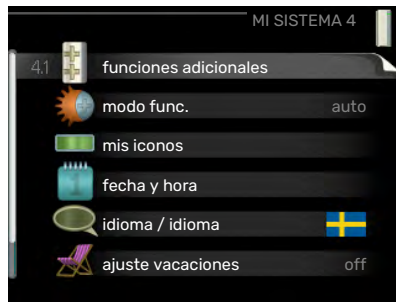 MI SISTEMA 4
4.1 funciones adicionales
modo func. auto
mis iconos
fecha y hora
idioma / idioma
ajuste vacaciones off